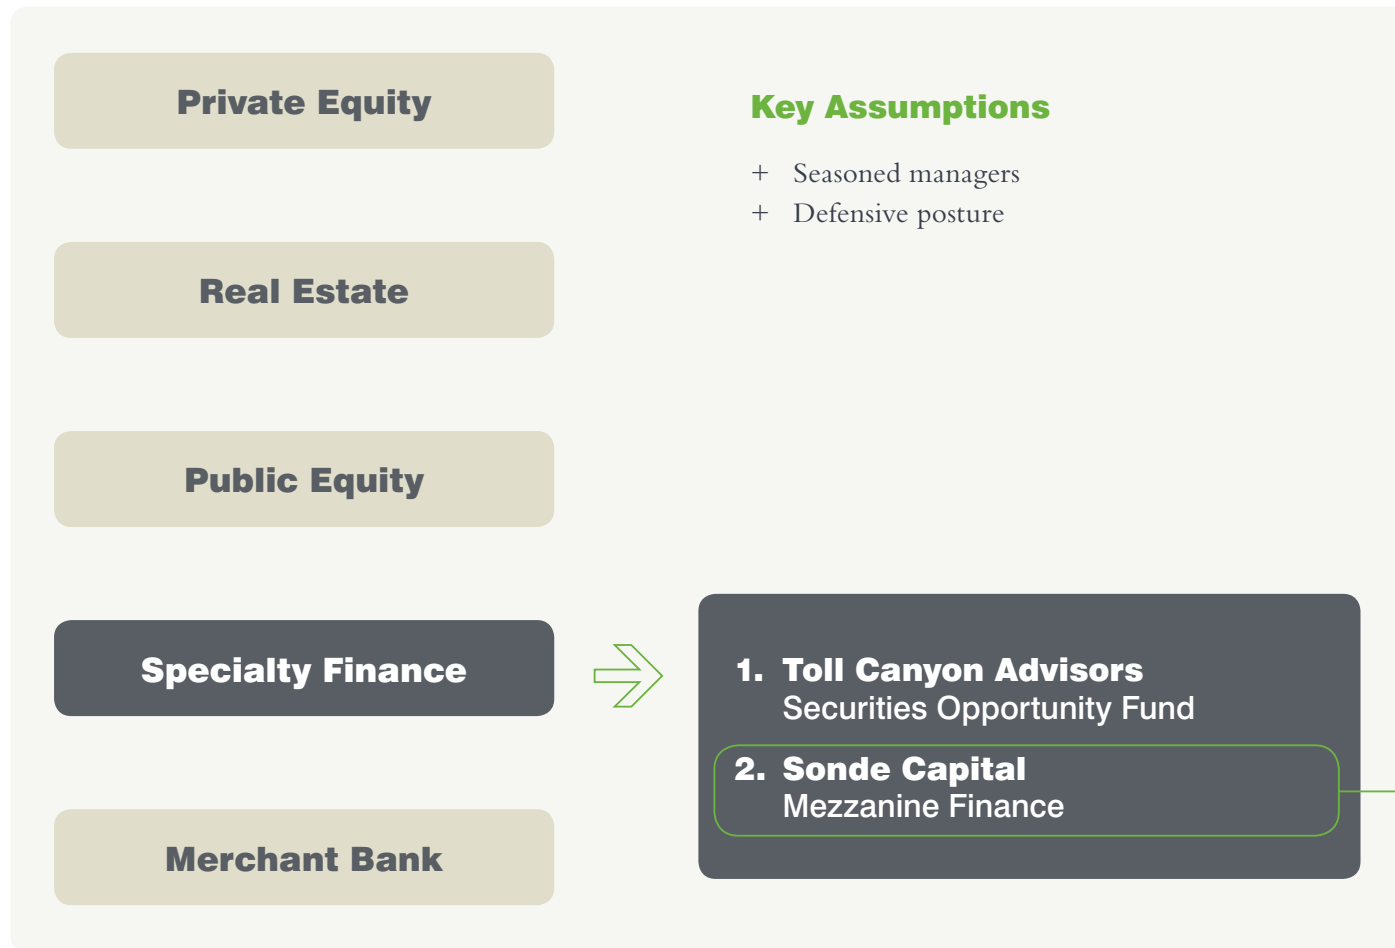 Private Equity
Real Estate
Public Equity
Specialty Finance
Merchant Bank
Key Assumptions
+ Seasoned managers
+ Defensive posture
1. Toll Canyon Advisors
Securities Opportunity Fund
2. Sonde Capital
Mezzanine Finance